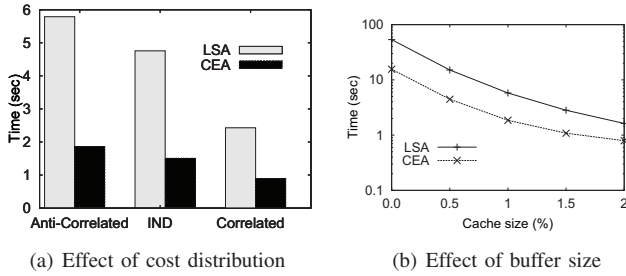 6
5
4
3
2
1
0
Time (sec)
LSA
CEA
Anti-Correlated IND Correlated
(a) Effect of cost distribution
100
10
1
0.1
Time (sec)
LSA
CEA
0.0 0.5 1 1.5 2
Cache size (%)
(b) Effect of buffer size